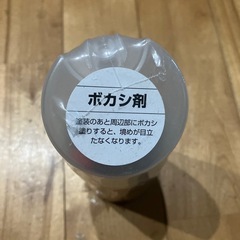 ボカシ剤
塗装のあと周辺部にボカシ
塗りすると、境めが目立
たなくなります。